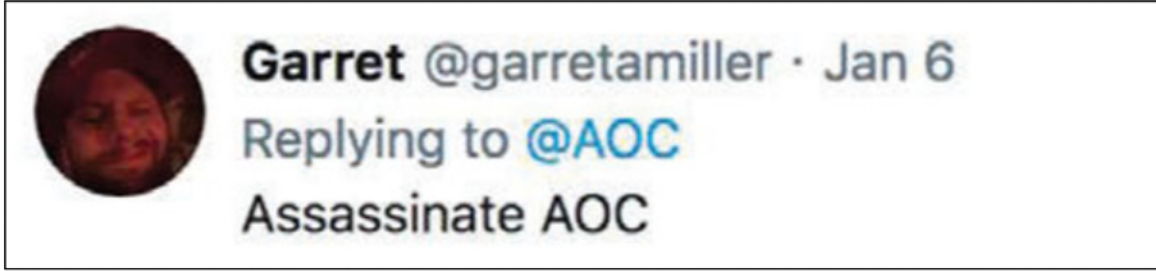 Garret @garretamiller · Jan 6
Replying to @AOC
Assassinate AOC